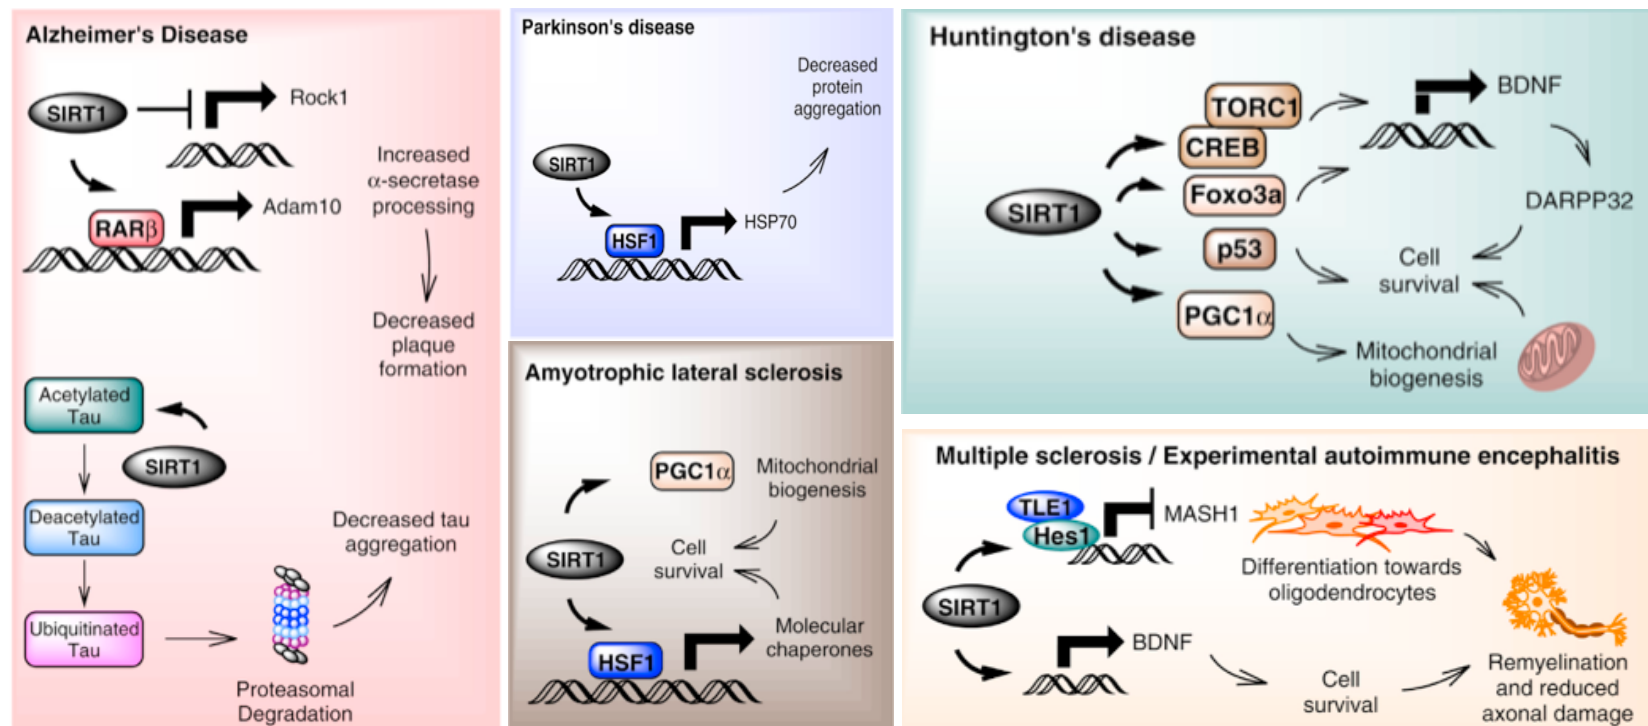 Alzheimer's Disease
SIRT1
Rock1
Increased
α-secretase
processing
Adam10
RARβ
Decreased
plaque
formation
Acetylated
Tau
SIRT1
Deacetylated
Tau
Decreased tau
aggregation
Ubiquitinated
Tau
Proteasomal
Degradation
Parkinson's disease
Decreased
protein
aggregation
SIRT1
HSF1
HSP70
Amyotrophic lateral sclerosis
PGC1α
Mitochondrial
biogenesis
SIRT1
Cell
survival
Molecular
chaperones
HSF1
Huntington's disease
TORC1
BDNF
CREB
Foxo3a
SIRT1
DARPP32
p53
Cell
survival
PGC1α
Mitochondrial
biogenesis
Multiple sclerosis / Experimental autoimmune encephalitis
TLE1
MASH1
Hes1
Differentiation towards
oligodendrocytes
SIRT1
BDNF
Cell
survival
Remyelination
and reduced
axonal damage